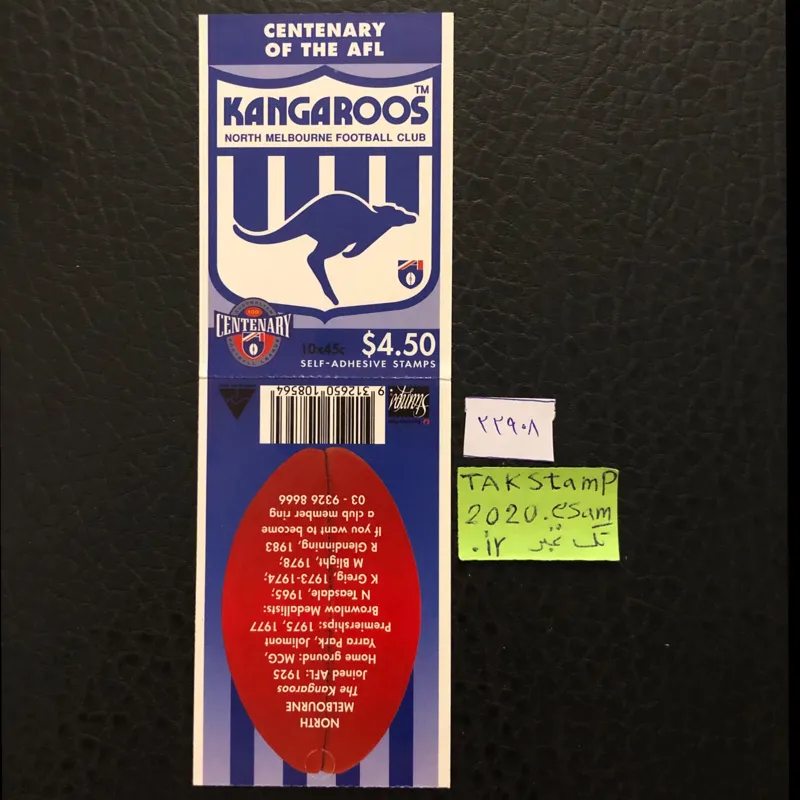 CENTENARY
OF THE AFL
KANGAROOS™
NORTH MELBOURNE FOOTBALL CLUB
CENTENARY
10x45c $4.50
SELF-ADHESIVE STAMPS
9 312650 108564
NORTH
MELBOURNE
The Kangaroos
Joined AFL: 1925
Home ground: MCG,
Yarra Park, Jolimont
Premierships: 1975, 1977
Brownlow Medallists:
N Teasdale, 1965;
K Greig, 1973-1974;
M Blight, 1978;
R Glendinning, 1983
If you want to become
a club member ring
03 - 9326 8666
۲۲۹۰۸
TAKStamP
2020.esam
.ir تک تمبر